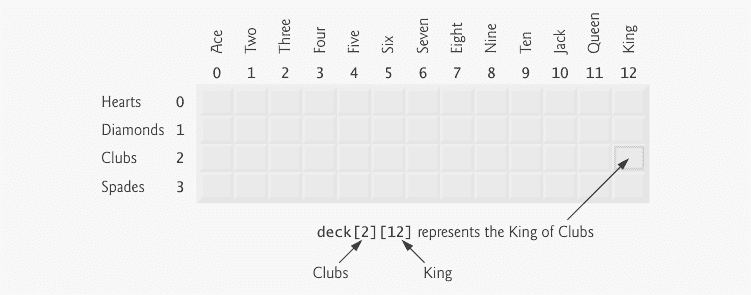 Ace Two Three Four Five Six Seven Eight Nine Ten Jack Queen King
0 1 2 3 4 5 6 7 8 9 10 11 12
Hearts 0
Diamonds 1
Clubs 2
Spades 3
deck[2][12] represents the King of Clubs
Clubs King